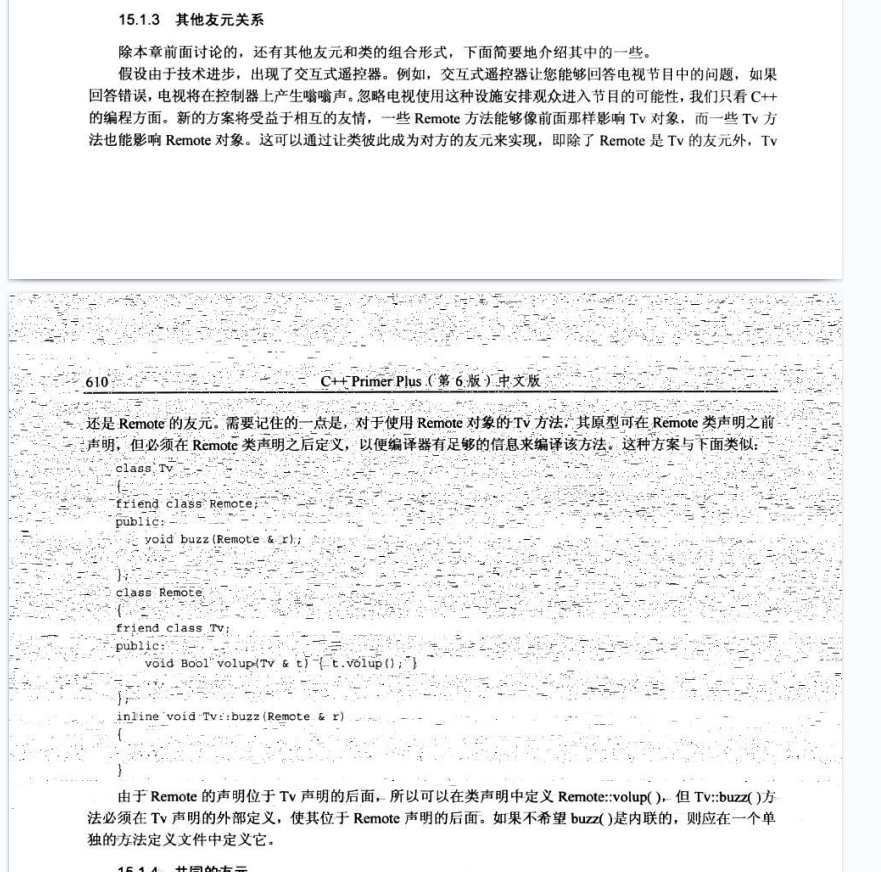 15.1.3 其他友元关系
除本章前面讨论的，还有其他友元和类的组合形式，下面简要地介绍其中的一些。
假设由于技术进步，出现了交互式遥控器。例如，交互式遥控器让您能够回答电视节目中的问题，如果
回答错误，电视将在控制器上产生嗡嗡声。忽略电视使用这种设施安排观众进入节目的可能性，我们只看 C++
的编程方面。新的方案将受益于相互的友情，一些 Remote 方法能够像前面那样影响 Tv 对象，而一些 Tv 方
法也能影响 Remote 对象。这可以通过让类彼此成为对方的友元来实现，即除了 Remote 是 Tv 的友元外，Tv
610 C++ Primer Plus（第 6 版）中文版
还是 Remote 的友元。需要记住的一点是，对于使用 Remote 对象的 Tv 方法，其原型可在 Remote 类声明之前
声明，但必须在 Remote 类声明之后定义，以便编译器有足够的信息来编译该方法。这种方案与下面类似：
class Tv
{
friend class Remote;
public:
void buzz(Remote & r);
...
};
class Remote
{
friend class Tv;
public:
void Bool volup(Tv & t) { t.volup(); }
...
};
inline void Tv::buzz(Remote & r)
{
...
}
由于 Remote 的声明位于 Tv 声明的后面，所以可以在类声明中定义 Remote::volup( )，但 Tv::buzz( )方
法必须在 Tv 声明的外部定义，使其位于 Remote 声明的后面。如果不希望 buzz( )是内联的，则应在一个单
独的方法定义文件中定义它。
15.1.4 共同的友元